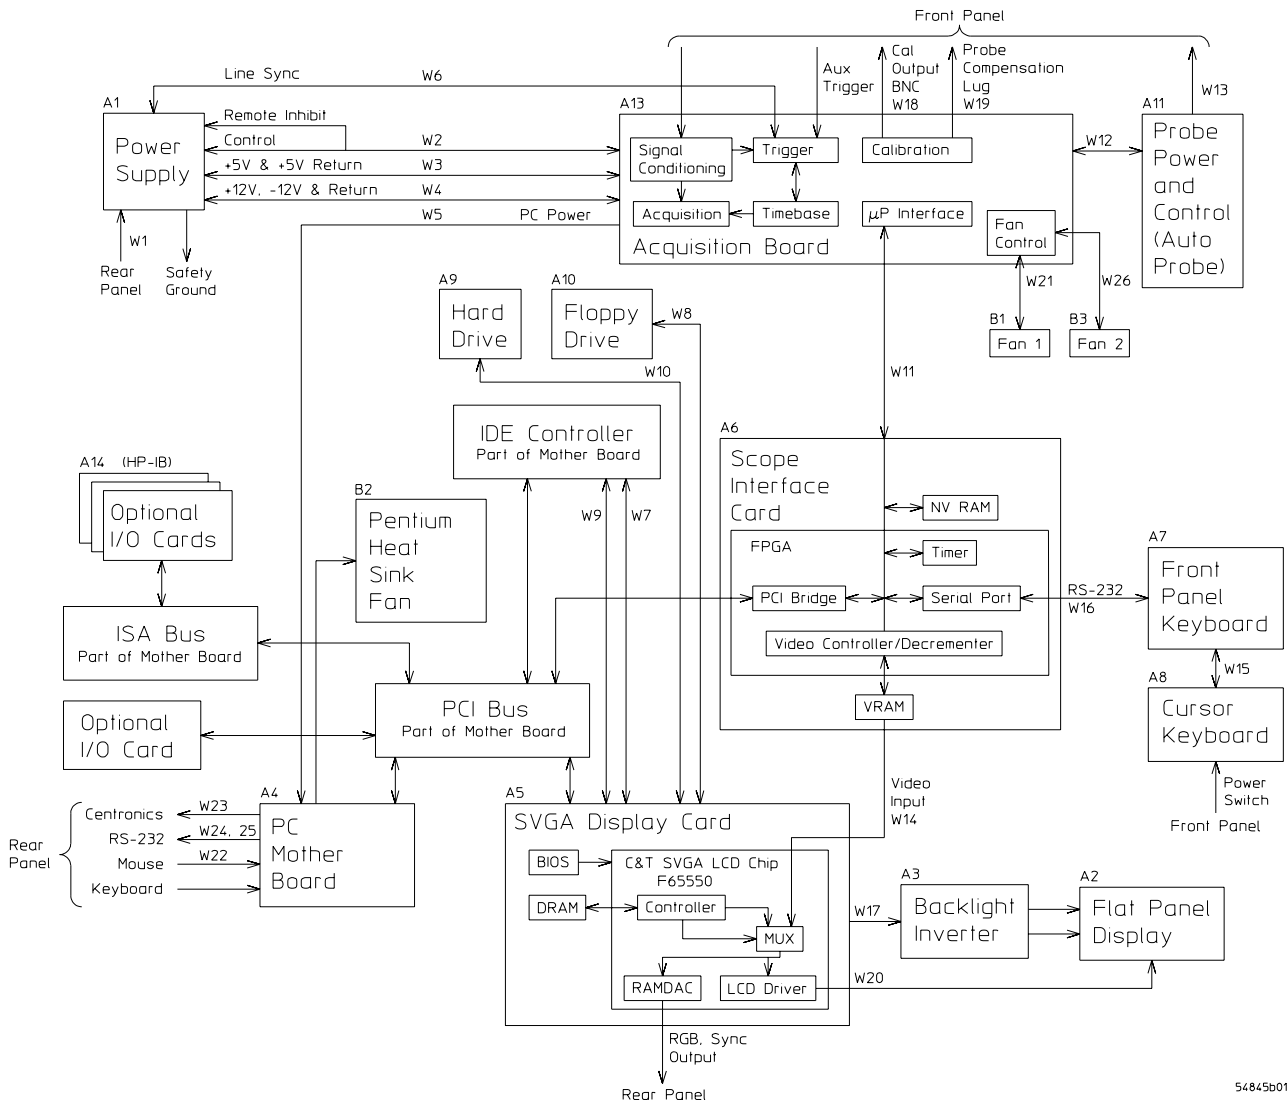 Front Panel
Line Sync
W6
Aux
Trigger
Cal
Output
BNC
W18
Probe
Compensation
Lug
W19
W13
A1
Power
Supply
Remote Inhibit
Control
W2
+5V & +5V Return
W3
+12V, -12V & Return
W4
W5
PC Power
W1
Rear
Panel
Safety
Ground
A13
Signal
Conditioning
Trigger
Calibration
Acquisition
Timebase
µP Interface
Fan
Control
Acquisition Board
W12
A11
Probe
Power
and
Control
(Auto
Probe)
W21
W26
B1
Fan 1
B3
Fan 2
A9
Hard
Drive
A10
Floppy
Drive
W8
W10
W11
IDE Controller
Part of Mother Board
W9
W7
A14 (HP-IB)
Optional
I/O Cards
B2
Pentium
Heat
Sink
Fan
ISA Bus
Part of Mother Board
Optional
I/O Card
PCI Bus
Part of Mother Board
A6
Scope
Interface
Card
NV RAM
FPGA
Timer
PCI Bridge
Serial Port
Video Controller/Decrementer
VRAM
RS-232
W16
A7
Front
Panel
Keyboard
W15
A8
Cursor
Keyboard
Power
Switch
Front Panel
Video
Input
W14
Rear
Panel
Centronics
W23
RS-232
W24, 25
Mouse
W22
Keyboard
A4
PC
Mother
Board
A5
SVGA Display Card
BIOS
C&T SVGA LCD Chip
F65550
DRAM
Controller
MUX
RAMDAC
LCD Driver
W17
A3
Backlight
Inverter
A2
Flat Panel
Display
W20
RGB, Sync
Output
Rear Panel
54845b01